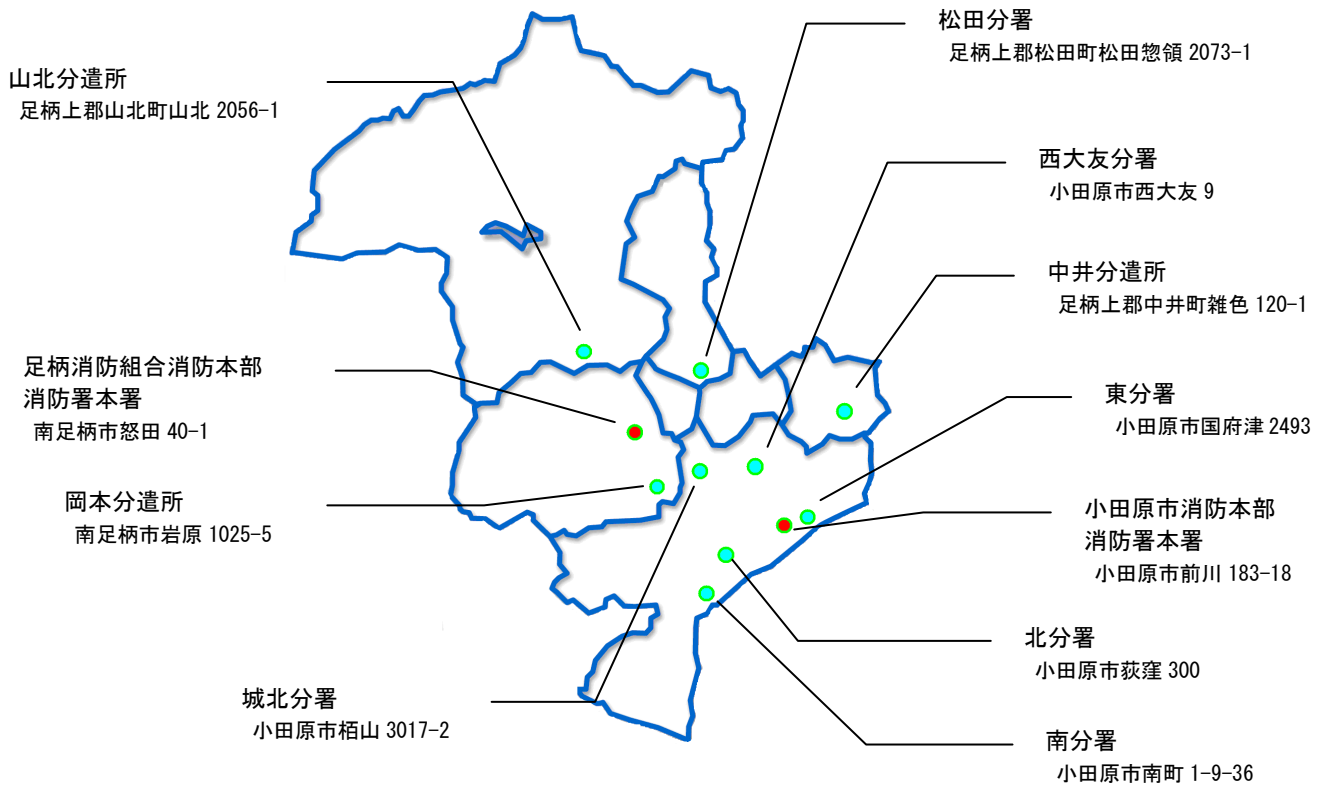 松田分署
足柄上郡松田町松田惣領 2073-1
山北分遣所
足柄上郡山北町山北 2056-1
西大友分署
小田原市西大友 9
中井分遣所
足柄上郡中井町雑色 120-1
足柄消防組合消防本部
消防署本署
南足柄市怒田 40-1
東分署
小田原市国府津 2493
岡本分遣所
南足柄市岩原 1025-5
小田原市消防本部
消防署本署
小田原市前川 183-18
北分署
小田原市荻窪 300
城北分署
小田原市栢山 3017-2
南分署
小田原市南町 1-9-36